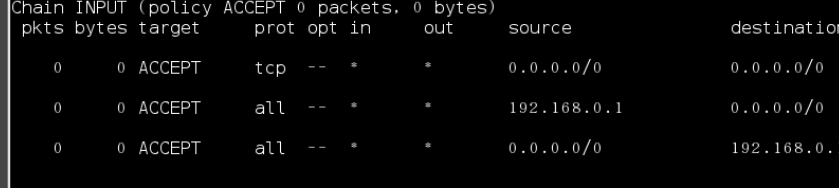 Chain INPUT (policy ACCEPT 0 packets, 0 bytes)
pkts bytes target prot opt in out source destination
0 0 ACCEPT tcp -- * * 0.0.0.0/0 0.0.0.0/0
0 0 ACCEPT all -- * * 192.168.0.1 0.0.0.0/0
0 0 ACCEPT all -- * * 0.0.0.0/0 192.168.0.